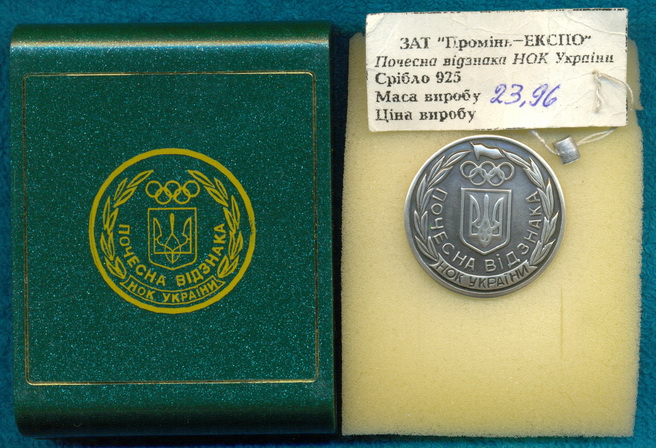 ПОЧЕСНА ВІДЗНАКА
НОК УКРАЇНИ
ЗАТ "Промінь-ЕКСПО"
Почесна відзнака НОК України
Срібло 925
Маса виробу 23,96
Ціна виробу
ПОЧЕСНА ВІДЗНАКА
НОК УКРАЇНИ